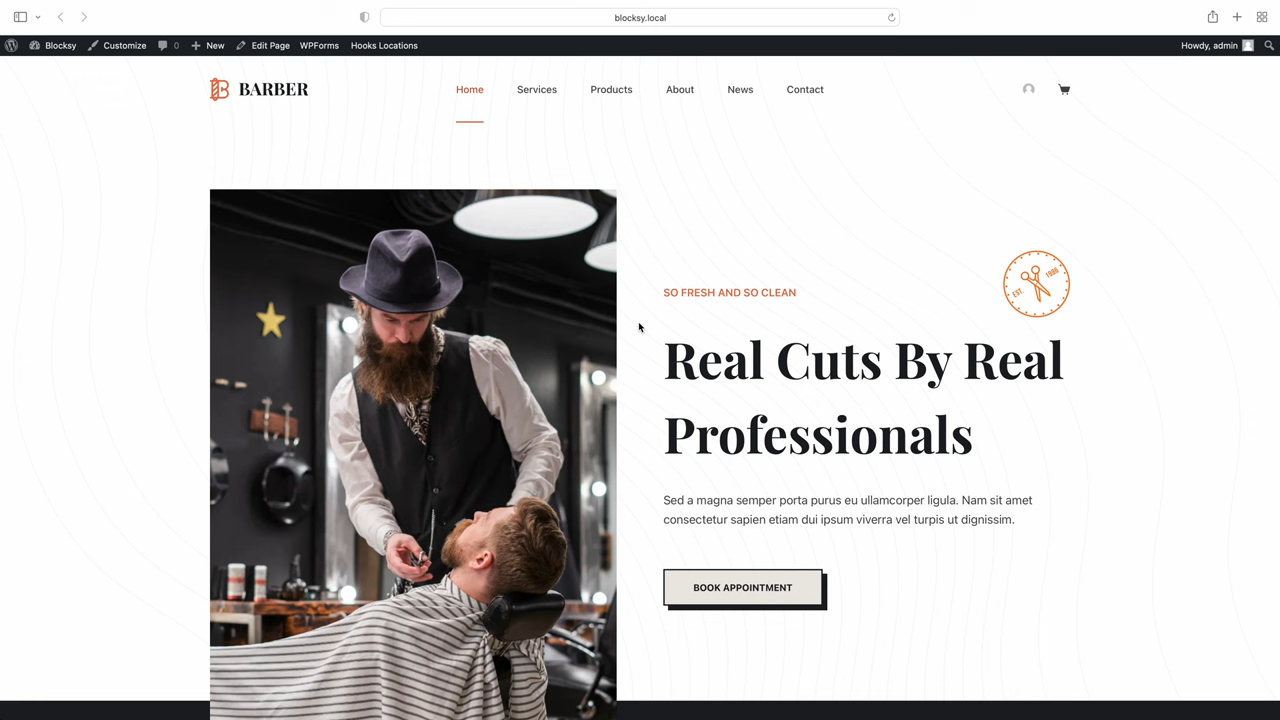 blocksy.local
Blocksy Customize 0 New Edit Page WPForms Hooks Locations Howdy, admin
BARBER Home Services Products About News Contact
EST. 1986
SO FRESH AND SO CLEAN
Real Cuts By Real
Professionals
Sed a magna semper porta purus eu ullamcorper ligula. Nam sit amet
consectetur sapien etiam dui ipsum viverra vel turpis ut dignissim.
BOOK APPOINTMENT